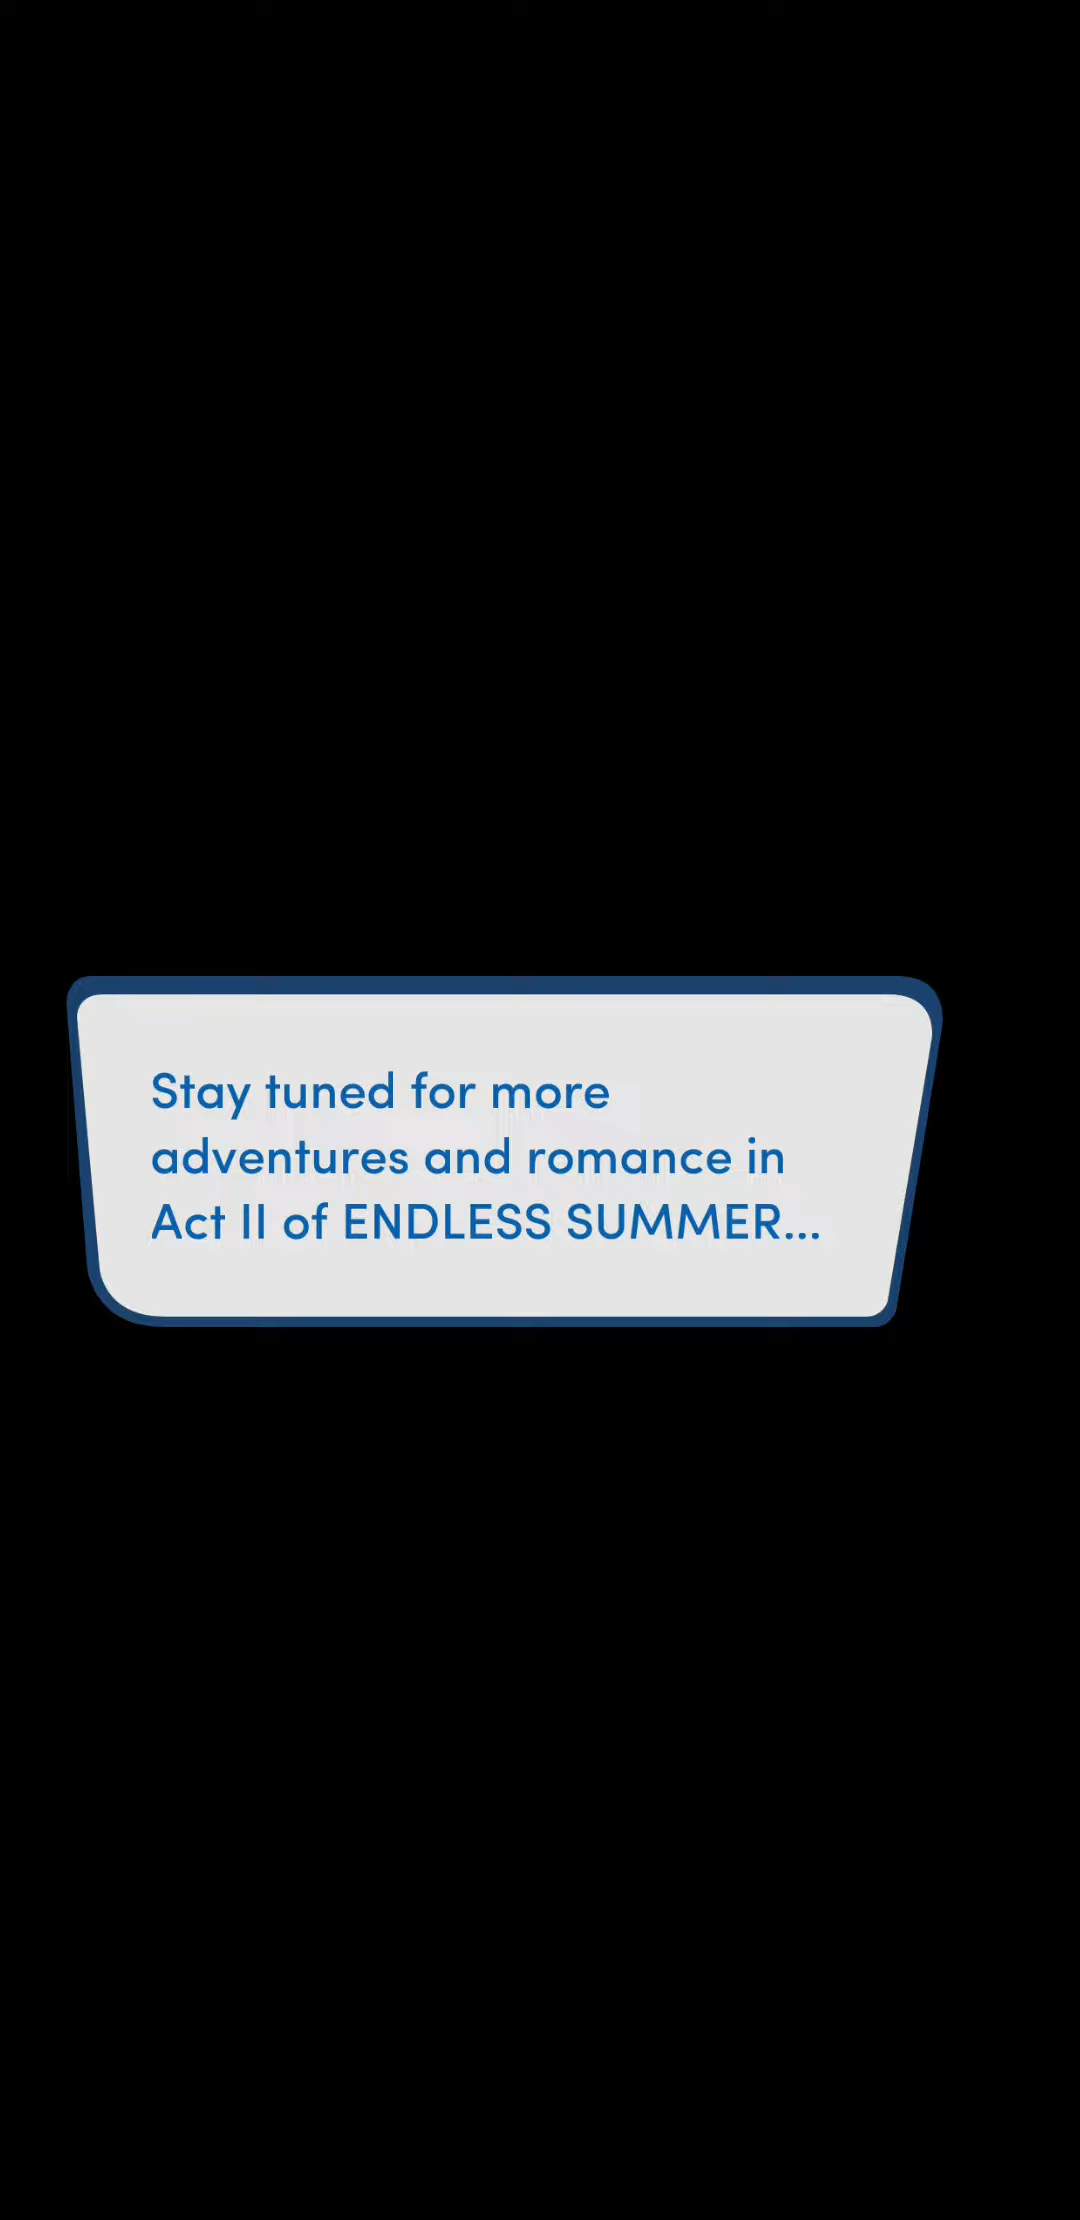 Stay tuned for more
adventures and romance in
Act II of ENDLESS SUMMER...